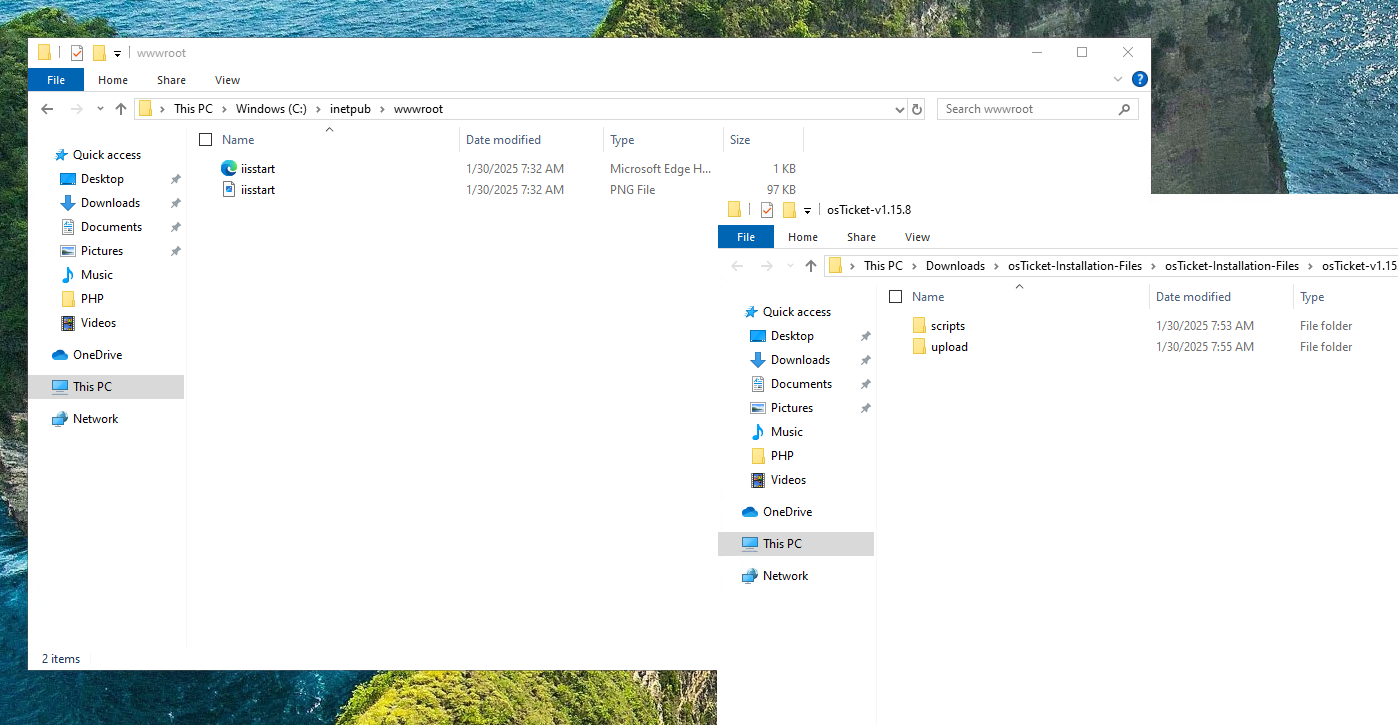 wwwroot
File Home Share View
This PC Windows (C:) inetpub wwwroot
Search wwwroot
Name Date modified Type Size
Quick access
Desktop
Downloads
Documents
Pictures
Music
PHP
Videos
OneDrive
This PC
Network
iisstart 1/30/2025 7:32 AM Microsoft Edge H... 1 KB
iisstart 1/30/2025 7:32 AM PNG File 97 KB
2 items
osTicket-v1.15.8
File Home Share View
This PC Downloads osTicket-Installation-Files osTicket-Installation-Files osTicket-v1.15
Name Date modified Type
Quick access
Desktop
Downloads
Documents
Pictures
Music
PHP
Videos
OneDrive
This PC
Network
scripts 1/30/2025 7:53 AM File folder
upload 1/30/2025 7:55 AM File folder